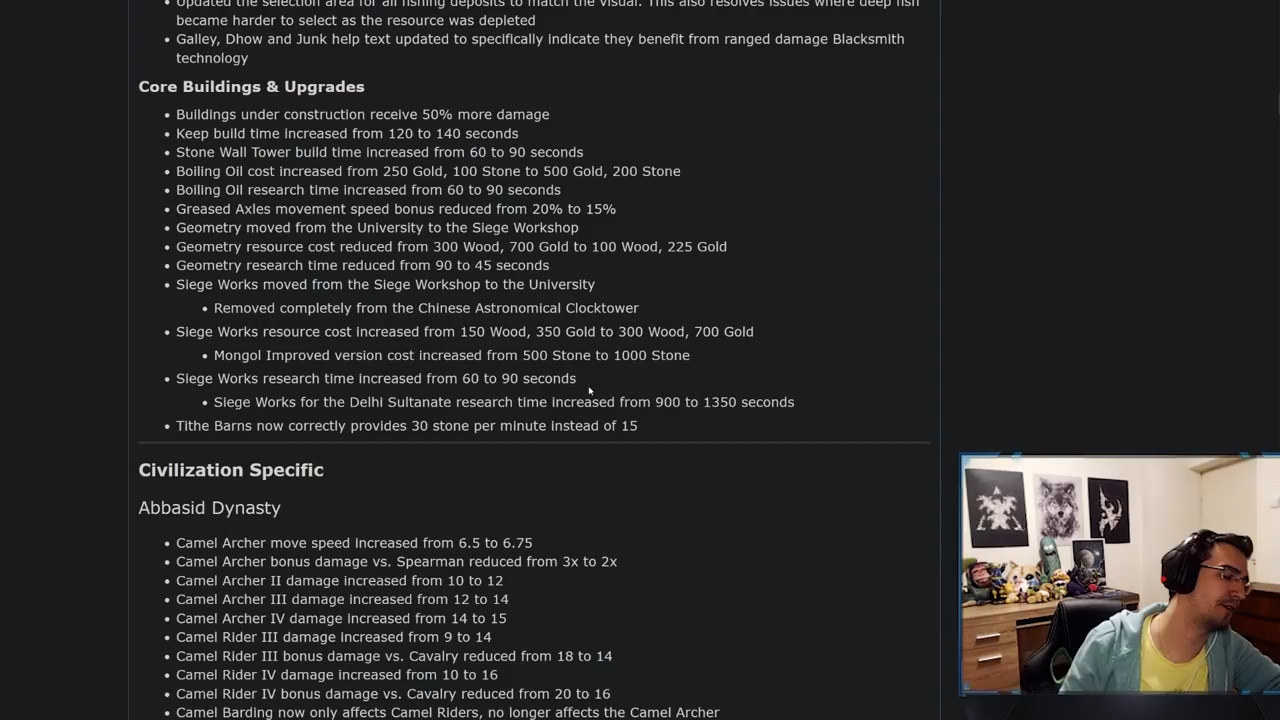 Updated the selection area for all fishing deposits to match the visual. This also resolves issues where deep fish
became harder to select as the resource was depleted
Galley, Dhow and Junk help text updated to specifically indicate they benefit from ranged damage Blacksmith
technology
Core Buildings & Upgrades
Buildings under construction receive 50% more damage
Keep build time increased from 120 to 140 seconds
Stone Wall Tower build time increased from 60 to 90 seconds
Boiling Oil cost increased from 250 Gold, 100 Stone to 500 Gold, 200 Stone
Boiling Oil research time increased from 60 to 90 seconds
Greased Axles movement speed bonus reduced from 20% to 15%
Geometry moved from the University to the Siege Workshop
Geometry resource cost reduced from 300 Wood, 700 Gold to 100 Wood, 225 Gold
Geometry research time reduced from 90 to 45 seconds
Siege Works moved from the Siege Workshop to the University
Removed completely from the Chinese Astronomical Clocktower
Siege Works resource cost increased from 150 Wood, 350 Gold to 300 Wood, 700 Gold
Mongol Improved version cost increased from 500 Stone to 1000 Stone
Siege Works research time increased from 60 to 90 seconds
Siege Works for the Delhi Sultanate research time increased from 900 to 1350 seconds
Tithe Barns now correctly provides 30 stone per minute instead of 15
Civilization Specific
Abbasid Dynasty
Camel Archer move speed increased from 6.5 to 6.75
Camel Archer bonus damage vs. Spearman reduced from 3x to 2x
Camel Archer II damage increased from 10 to 12
Camel Archer III damage increased from 12 to 14
Camel Archer IV damage increased from 14 to 15
Camel Rider III damage increased from 9 to 14
Camel Rider III bonus damage vs. Cavalry reduced from 18 to 14
Camel Rider IV damage increased from 10 to 16
Camel Rider IV bonus damage vs. Cavalry reduced from 20 to 16
Camel Barding now only affects Camel Riders, no longer affects the Camel Archer